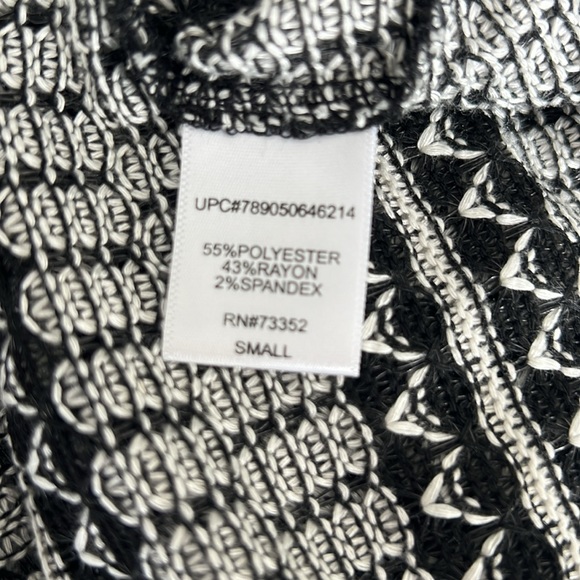 UPC#789050646214
55%POLYESTER
43%RAYON
2%SPANDEX
RN#73352
SMALL